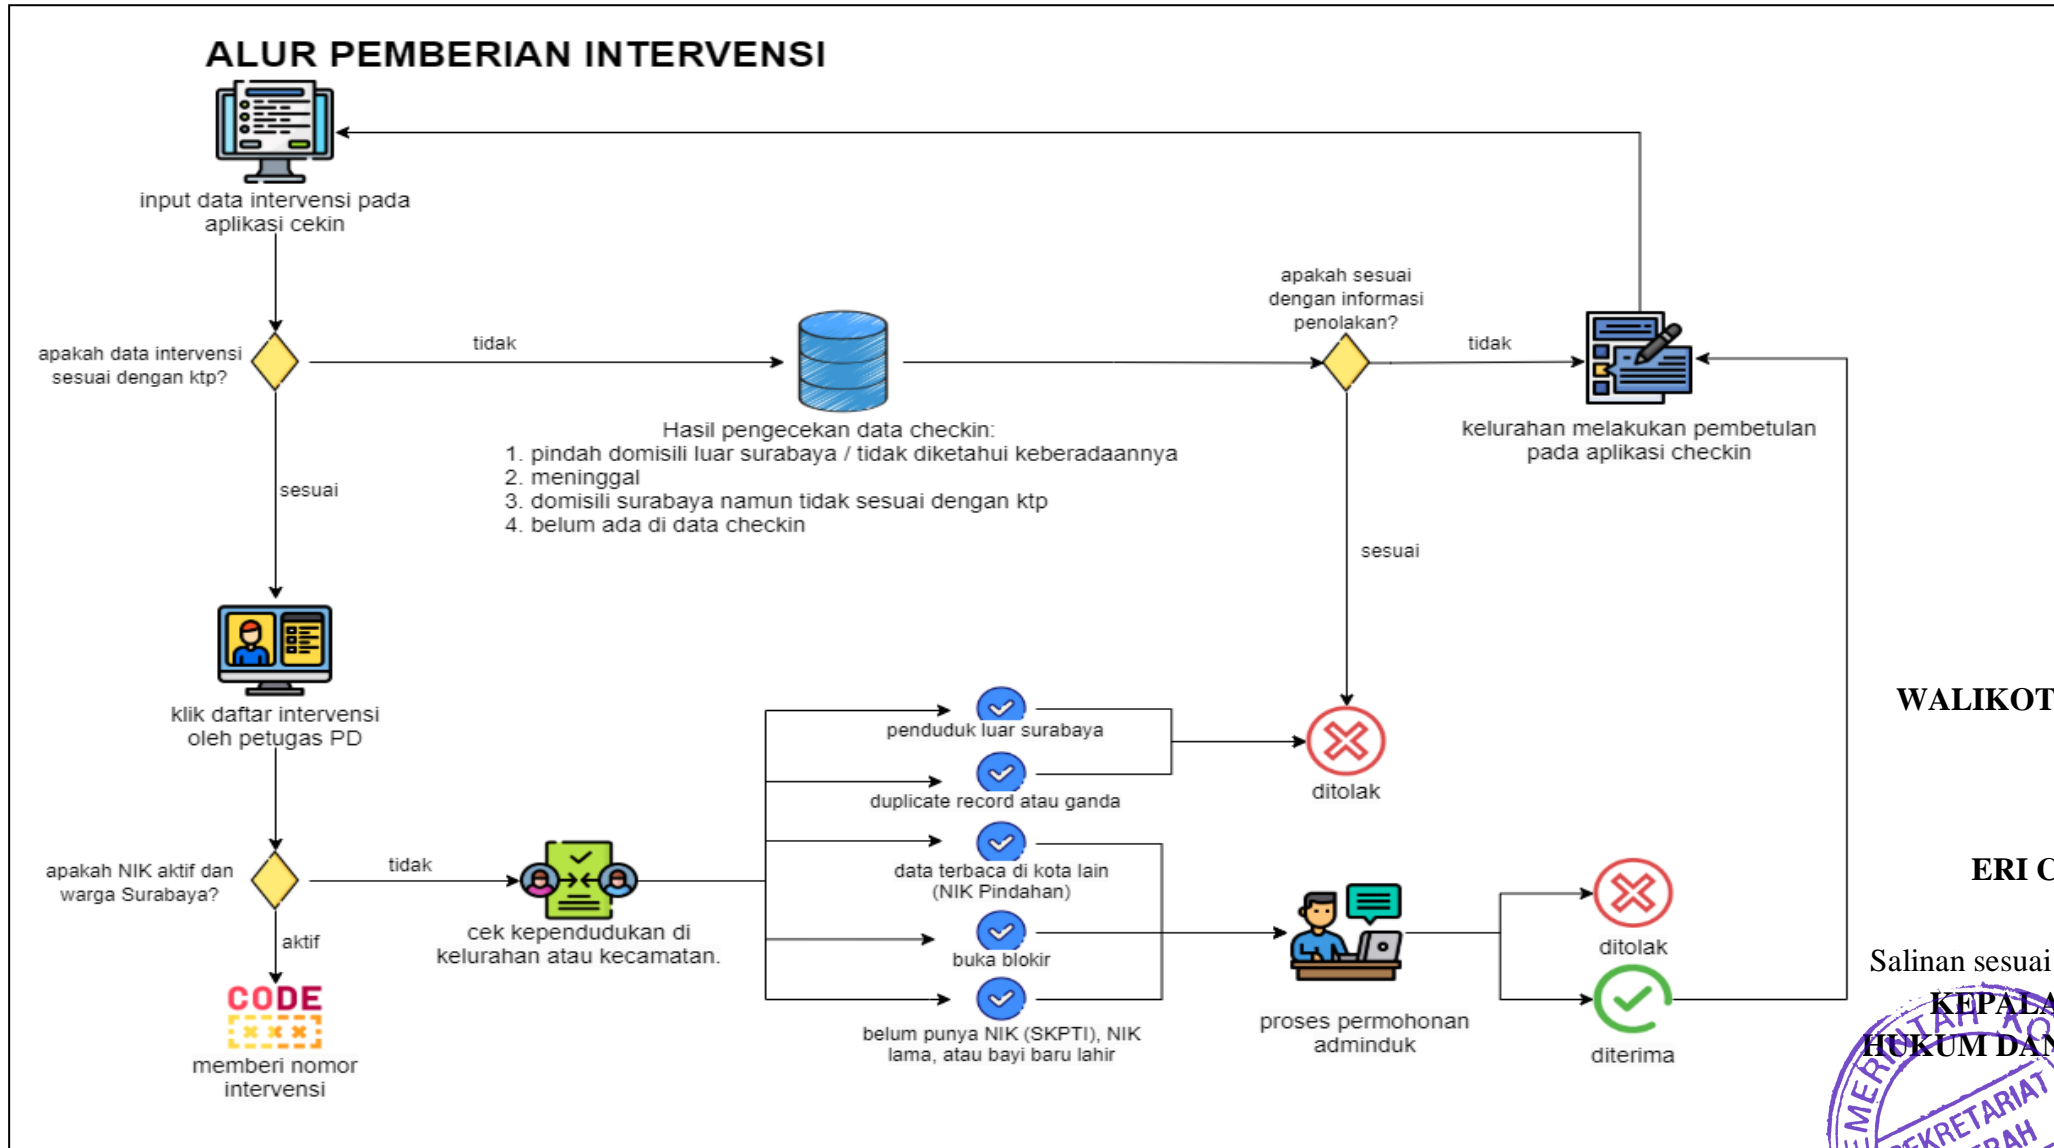 ALUR PEMBERIAN INTERVENSI
input data intervensi pada
aplikasi cekin
apakah data intervensi
sesuai dengan ktp?
tidak
sesuai
Hasil pengecekan data checkin:
1. pindah domisili luar surabaya / tidak diketahui keberadaannya
2. meninggal
3. domisili surabaya namun tidak sesuai dengan ktp
4. belum ada di data checkin
apakah sesuai
dengan informasi
penolakan?
tidak
sesuai
kelurahan melakukan pembetulan
pada aplikasi checkin
klik daftar intervensi
oleh petugas PD
apakah NIK aktif dan
warga Surabaya?
tidak
aktif
CODE
memberi nomor
intervensi
cek kependudukan di
kelurahan atau kecamatan.
penduduk luar surabaya
duplicate record atau ganda
data terbaca di kota lain
(NIK Pindahan)
buka blokir
belum punya NIK (SKPTI), NIK
lama, atau bayi baru lahir
ditolak
proses permohonan
adminduk
ditolak
diterima
WALIKOT
ERI
Salinan sesuai
KEPALA
HUKUM DAN
SEKRETARIAT